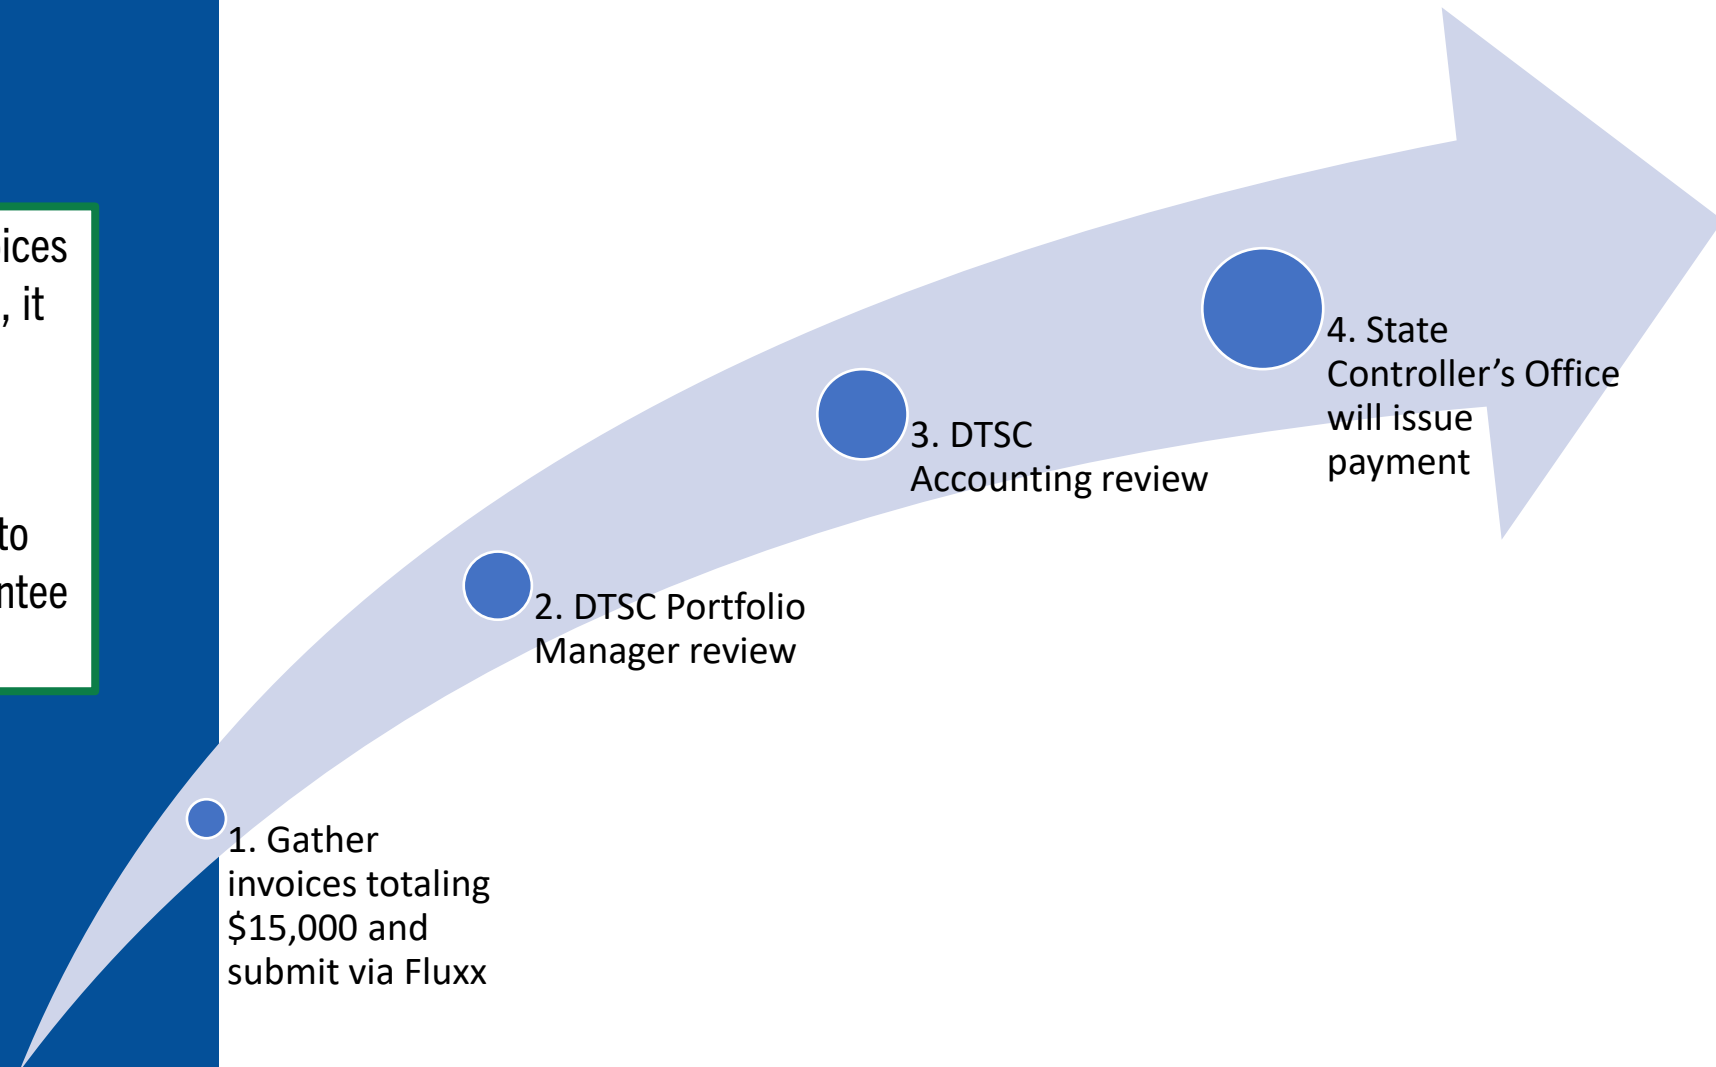 ices
, it
to
ntee
1. Gather
invoices totaling
$15,000 and
submit via Fluxx
2. DTSC Portfolio
Manager review
3. DTSC
Accounting review
4. State
Controller’s Office
will issue
payment